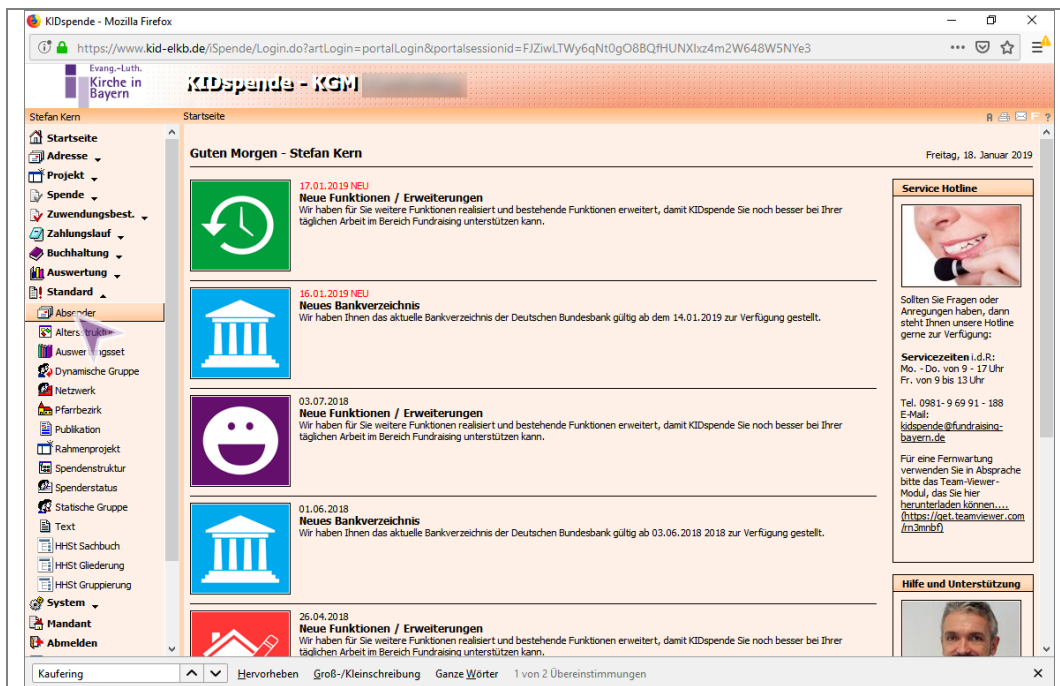 KIDspende - Mozilla Firefox
https://www.kid-elkb.de/iSpende/Login.do?artLogin=portalLogin&portalsessionid=FJZiwLTWy6qNt0gO8BQfHUNXIxz4m2W648W5NYe3
Evang.-Luth.
Kirche in
Bayern
KIDspende - KGM
Stefan Kern
Startseite
Startseite
Adresse
Projekt
Spende
Zuwendungsbest.
Zahlungslauf
Buchhaltung
Auswertung
Standard
Absender
Altersstruktur
Auswertungsset
Dynamische Gruppe
Netzwerk
Pfarrbezirk
Publikation
Rahmenprojekt
Spendenstruktur
Spenderstatus
Statische Gruppe
Text
HHSt Sachbuch
HHSt Gliederung
HHSt Gruppierung
System
Mandant
Abmelden
Guten Morgen - Stefan Kern
Freitag, 18. Januar 2019
17.01.2019 NEU
Neue Funktionen / Erweiterungen
Wir haben für Sie weitere Funktionen realisiert und bestehende Funktionen erweitert, damit KIDspende Sie noch besser bei Ihrer
täglichen Arbeit im Bereich Fundraising unterstützen kann.
16.01.2019 NEU
Neues Bankverzeichnis
Wir haben Ihnen das aktuelle Bankverzeichnis der Deutschen Bundesbank gültig ab dem 14.01.2019 zur Verfügung gestellt.
03.07.2018
Neue Funktionen / Erweiterungen
Wir haben für Sie weitere Funktionen realisiert und bestehende Funktionen erweitert, damit KIDspende Sie noch besser bei Ihrer
täglichen Arbeit im Bereich Fundraising unterstützen kann.
01.06.2018
Neues Bankverzeichnis
Wir haben Ihnen das aktuelle Bankverzeichnis der Deutschen Bundesbank gültig ab 03.06.2018 2018 zur Verfügung gestellt.
26.04.2018
Neue Funktionen / Erweiterungen
Wir haben für Sie weitere Funktionen realisiert und bestehende Funktionen erweitert, damit KIDspende Sie noch besser bei Ihrer
täglichen Arbeit im Bereich Fundraising unterstützen kann.
Service Hotline
Sollten Sie Fragen oder
Anregungen haben, dann
steht Ihnen unsere Hotline
gerne zur Verfügung:
Servicezeiten i.d.R:
Mo. - Do. von 9 - 17 Uhr
Fr. von 9 bis 13 Uhr
Tel. 0981- 9 69 91 - 188
E-Mail:
kidspende@fundraising-
bayern.de
Für eine Fernwartung
verwenden Sie in Absprache
bitte das Team-Viewer-
Modul, das Sie hier
herunterladen können....
(https://get.teamviewer.com
/rn3mnbf)
Hilfe und Unterstützung
Kaufering
Hervorheben Groß-/Kleinschreibung Ganze Wörter 1 von 2 Übereinstimmungen